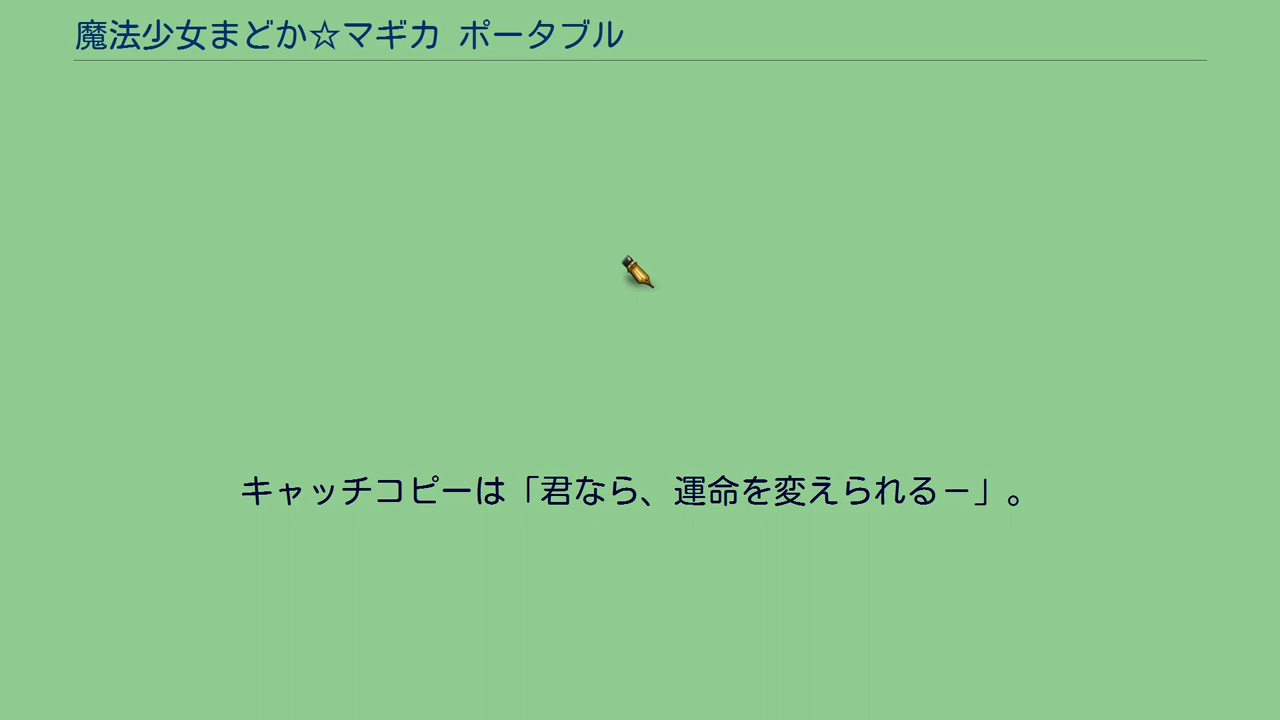 魔法少女まどか☆マギカ ポータブル
キャッチコピーは「君なら、運命を変えられる－」。